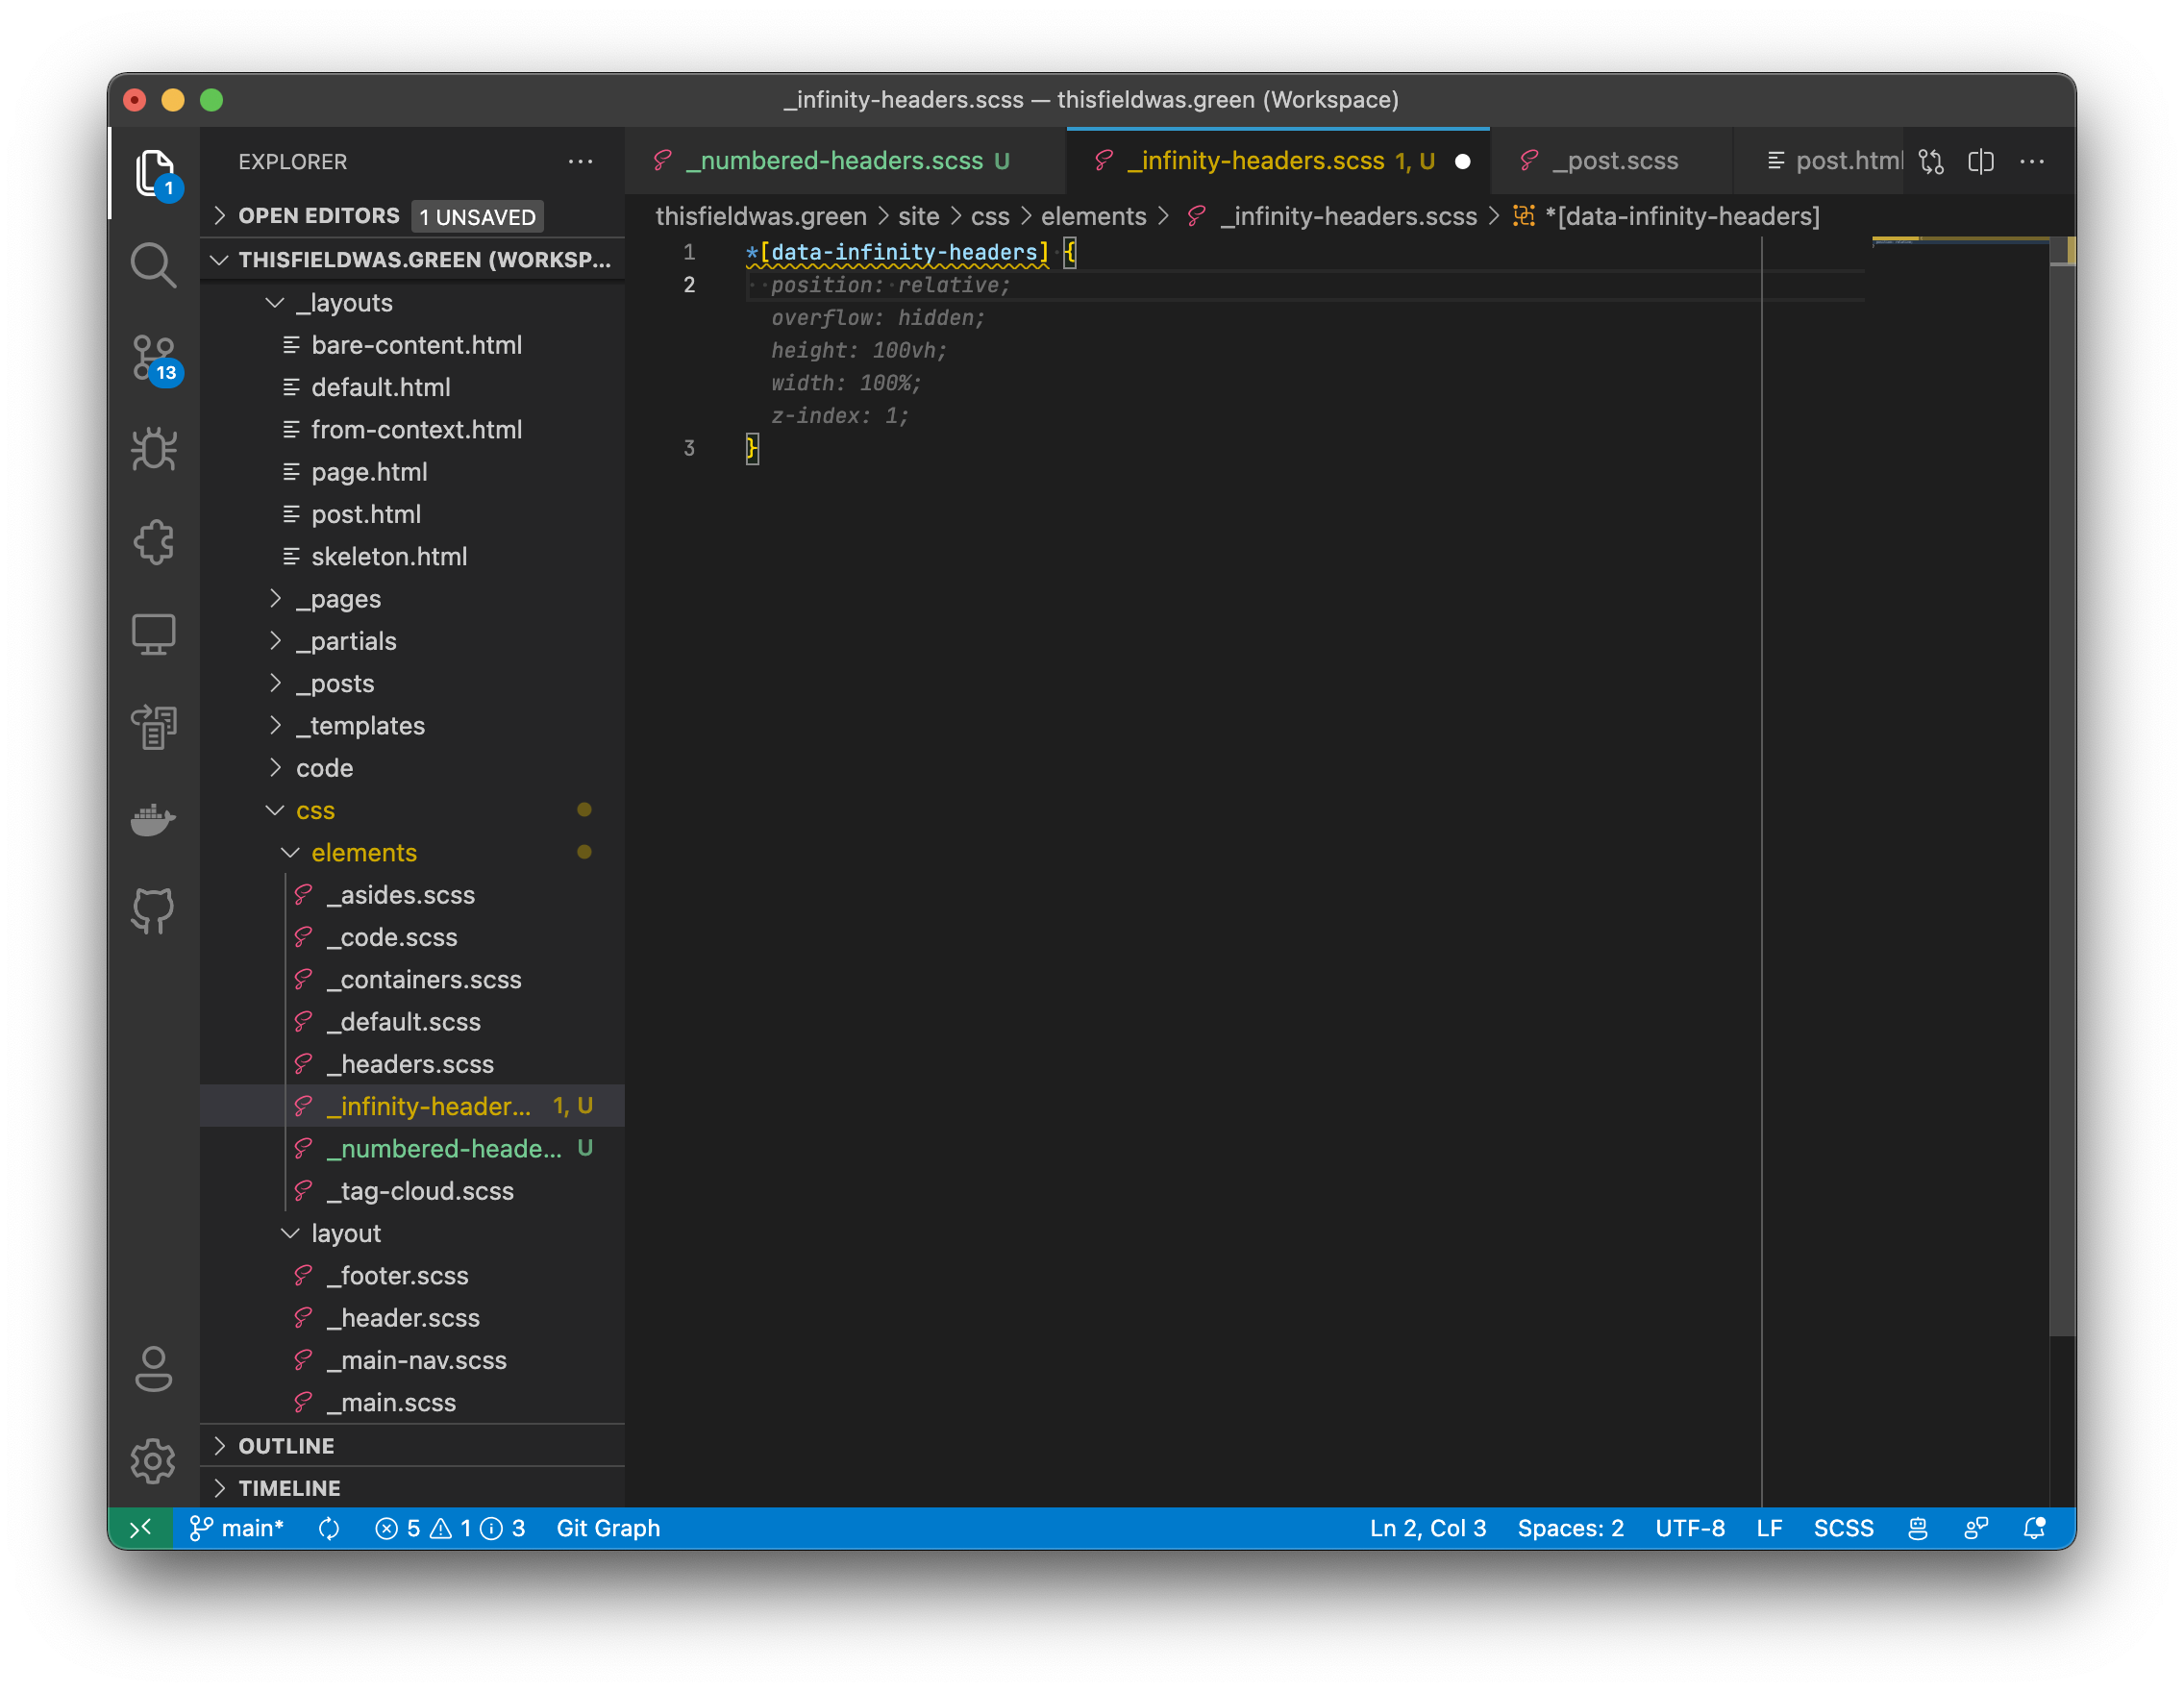 _infinity-headers.scss — thisfieldwas.green (Workspace)
1
13
EXPLORER
OPEN EDITORS 1 UNSAVED
THISFIELDWAS.GREEN (WORKSP...
_layouts
bare-content.html
default.html
from-context.html
page.html
post.html
skeleton.html
_pages
_partials
_posts
_templates
code
css
elements
_asides.scss
_code.scss
_containers.scss
_default.scss
_headers.scss
_infinity-header... 1, U
_numbered-heade... U
_tag-cloud.scss
layout
_footer.scss
_header.scss
_main-nav.scss
_main.scss
OUTLINE
TIMELINE
_numbered-headers.scss U
_infinity-headers.scss 1, U
_post.scss
post.html
thisfieldwas.green > site > css > elements > _infinity-headers.scss > *[data-infinity-headers]
1 *[data-infinity-headers] {
2 position: relative;
overflow: hidden;
height: 100vh;
width: 100%;
z-index: 1;
3 }
main* 5 1 3 Git Graph Ln 2, Col 3 Spaces: 2 UTF-8 LF SCSS